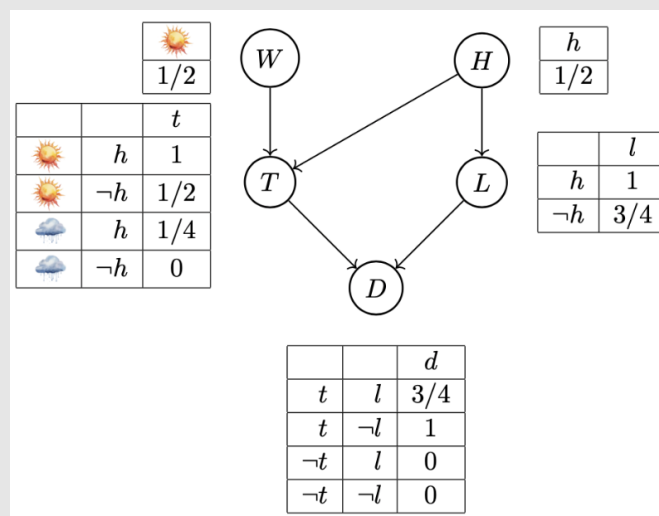 1/2
W
H
h
1/2
t
h 1
¬h 1/2
h 1/4
¬h 0
T
L
l
h 1
¬h 3/4
D
d
t l 3/4
t ¬l 1
¬t l 0
¬t ¬l 0